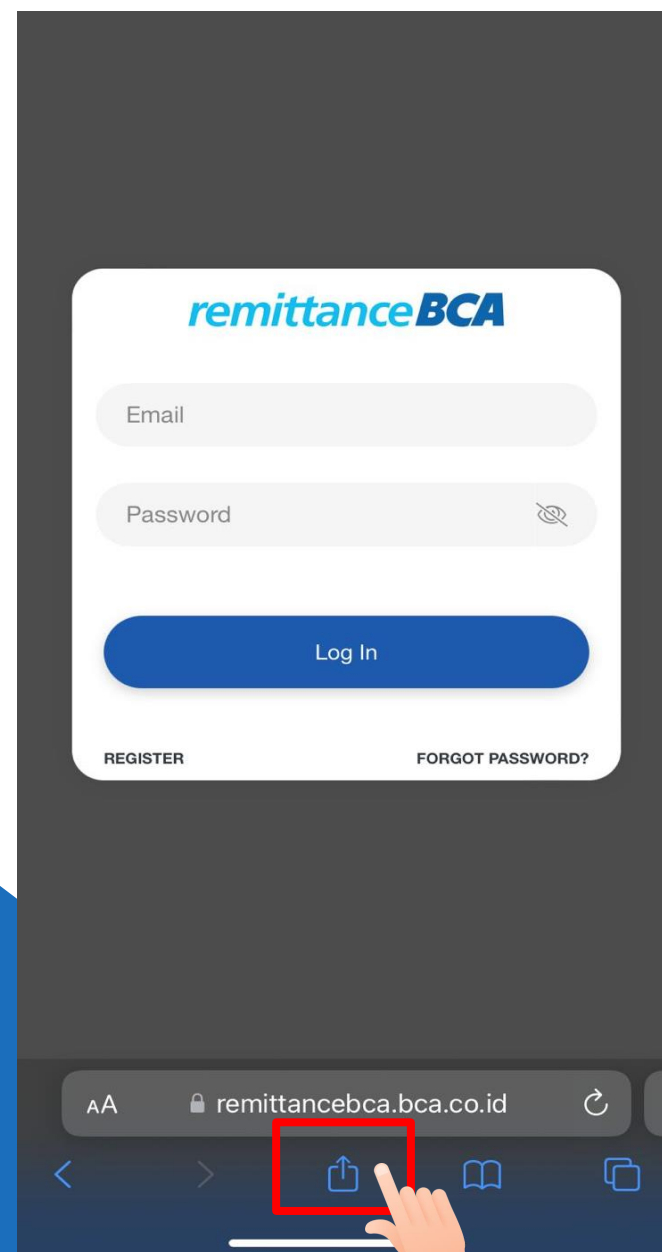 remittanceBCA
Email
Password
Log In
REGISTER FORGOT PASSWORD?
AA remittancebca.bca.co.id